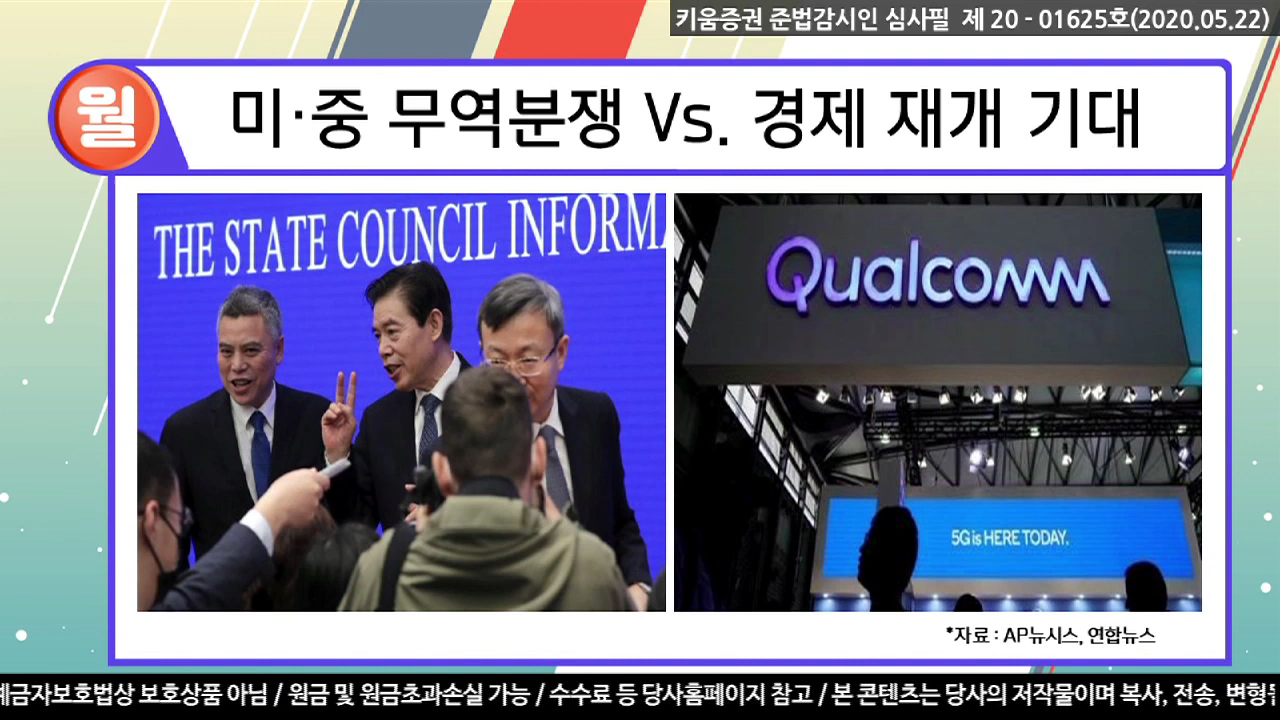 키움증권 준법감시인 심사필 제 20 - 01625호(2020.05.22)
월
미·중 무역분쟁 Vs. 경제 재개 기대
THE STATE COUNCIL INFORMA
Qualcomm
5G is HERE TODAY.
*자료 : AP뉴시스, 연합뉴스
예금자보호법상 보호상품 아님 / 원금 및 원금초과손실 가능 / 수수료 등 당사홈페이지 참고 / 본 콘텐츠는 당사의 저작물이며 복사, 전송, 변형